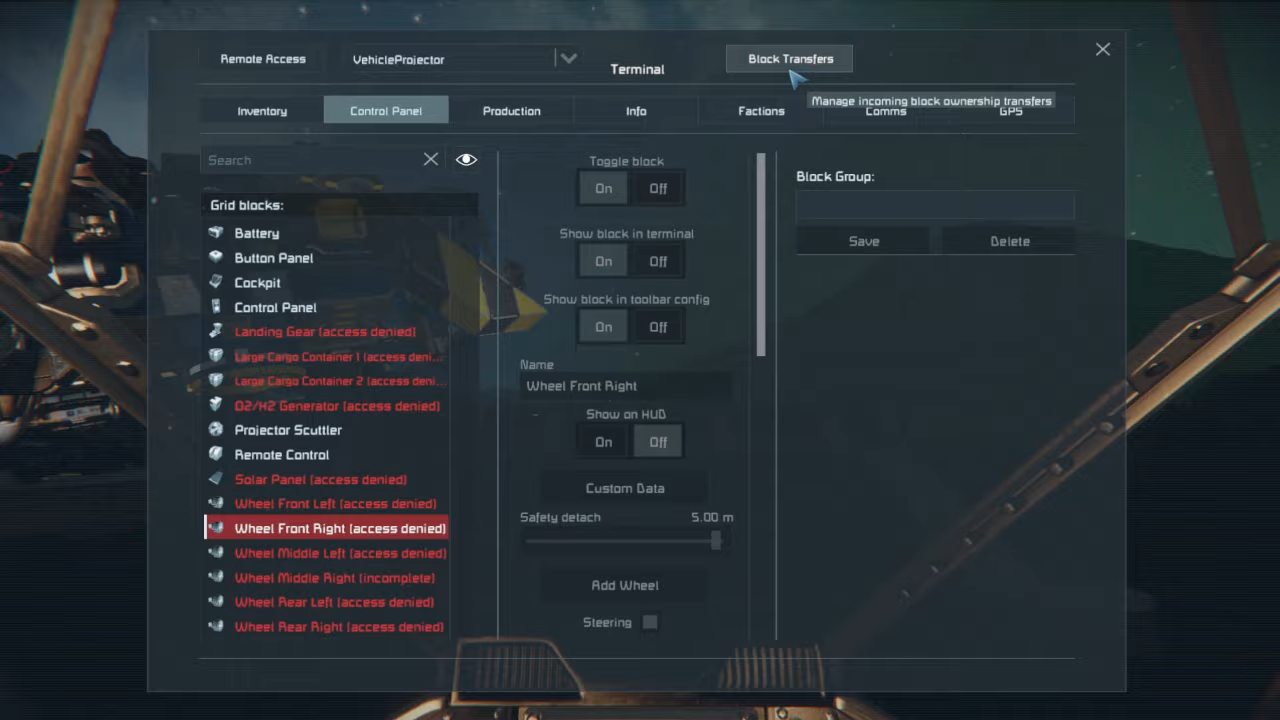 Remote Access
VehicleProjector
Terminal
Block Transfers
Manage incoming block ownership transfers
Inventory
Control Panel
Production
Info
Factions
Comms
GPS
Search
Grid blocks:
Battery
Button Panel
Cockpit
Control Panel
Landing Gear (access denied)
Large Cargo Container 1 (access deni...
Large Cargo Container 2 (access deni...
O2/H2 Generator (access denied)
Projector Scuttler
Remote Control
Solar Panel (access denied)
Wheel Front Left (access denied)
Wheel Front Right (access denied)
Wheel Middle Left (access denied)
Wheel Middle Right (incomplete)
Wheel Rear Left (access denied)
Wheel Rear Right (access denied)
Toggle block
On Off
Show block in terminal
On Off
Show block in toolbar config
On Off
Name
Wheel Front Right
Show on HUD
On Off
Custom Data
Safety detach 5.00 m
Add Wheel
Steering
Block Group:
Save Delete